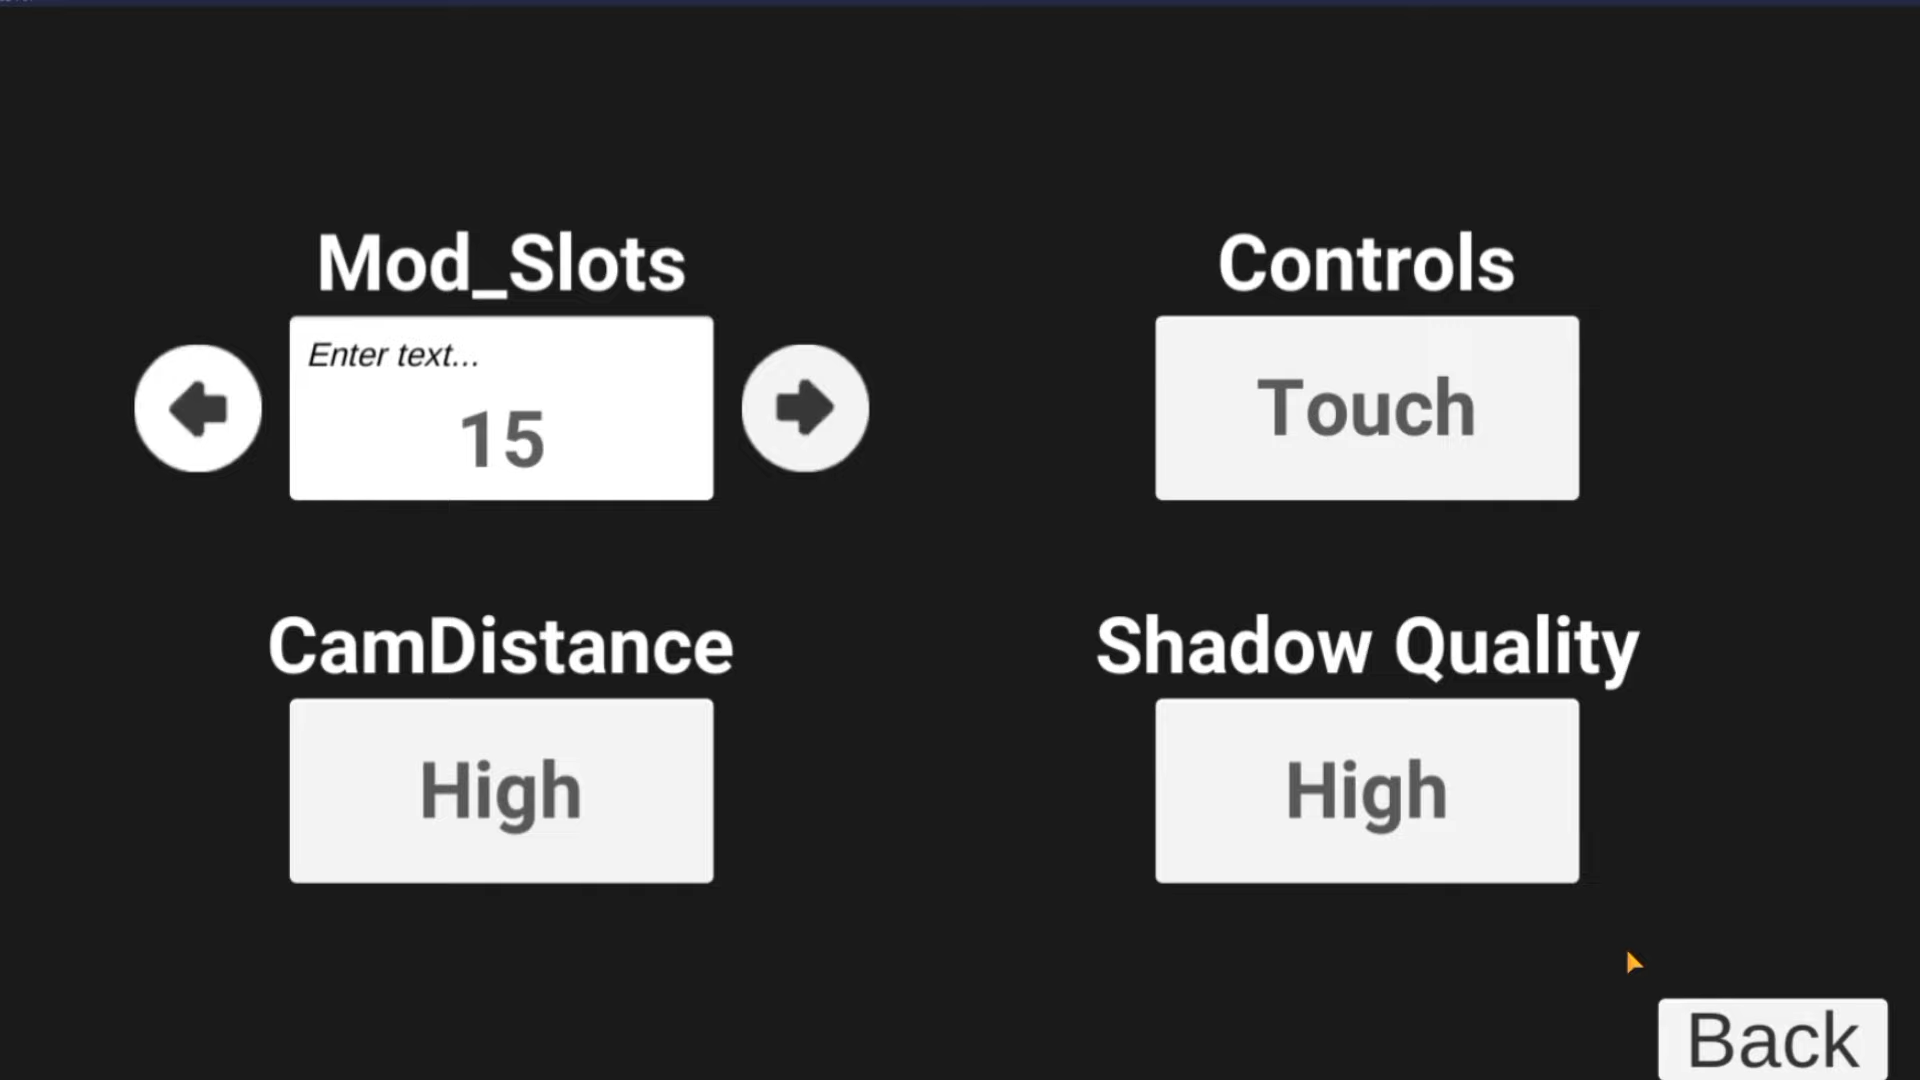 Mod_Slots
Enter text...
15
Controls
Touch
CamDistance
High
Shadow Quality
High
Back